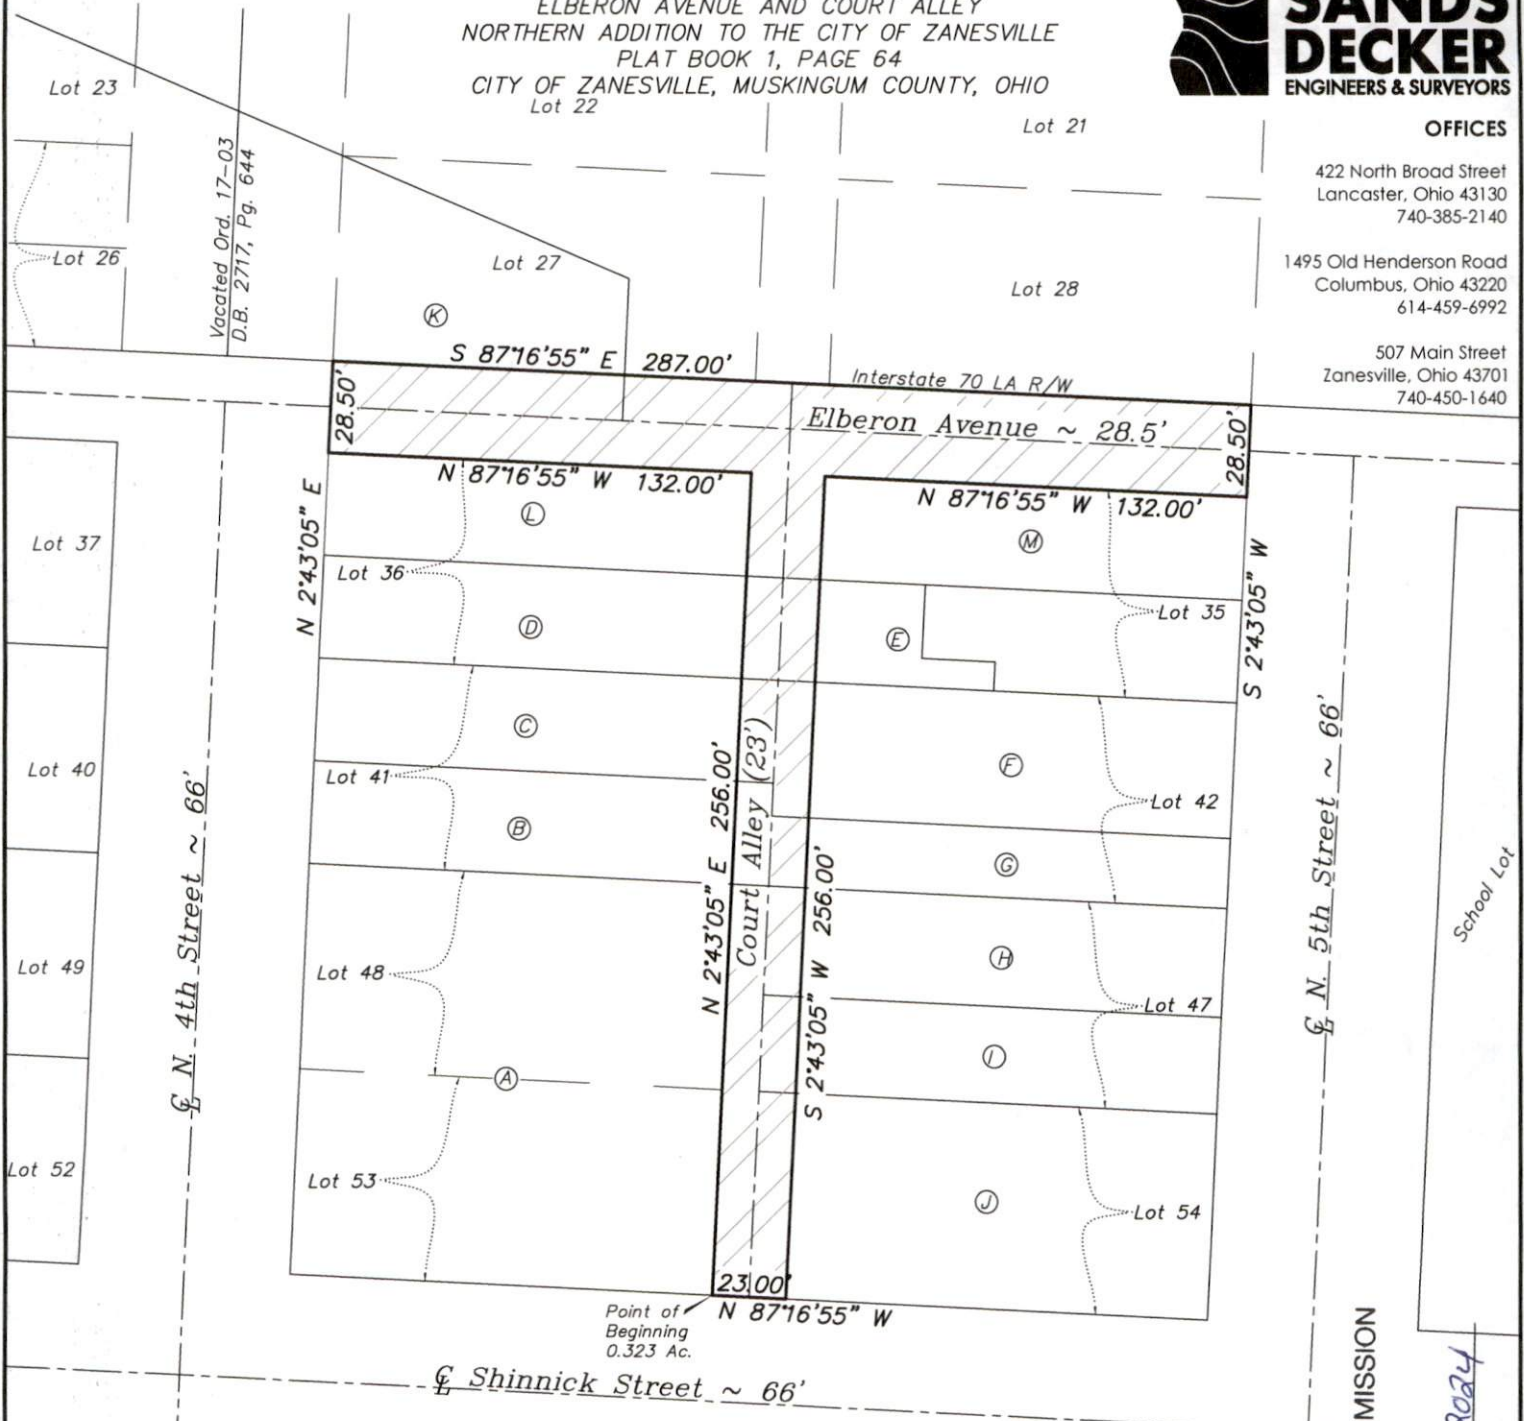 ELBERON AVENUE AND COURT ALLEY
NORTHERN ADDITION TO THE CITY OF ZANESVILLE
PLAT BOOK 1, PAGE 64
CITY OF ZANESVILLE, MUSKINGUM COUNTY, OHIO
SANDS
DECKER
ENGINEERS & SURVEYORS
OFFICES
422 North Broad Street
Lancaster, Ohio 43130
740-385-2140
1495 Old Henderson Road
Columbus, Ohio 43220
614-459-6992
507 Main Street
Zanesville, Ohio 43701
740-450-1640
Lot 23
Lot 22
Lot 21
Vacated Ord. 17-03
D.B. 2717, Pg. 644
Lot 26
Lot 27
Lot 28
K
S 87°16'55" E 287.00'
Interstate 70 LA R/W
28.50'
Elberon Avenue ~ 28.5'
28.50'
N 87°16'55" W 132.00'
N 87°16'55" W 132.00'
N 2°43'05" E
L
M
Lot 37
Lot 36
Lot 35
S 2°43'05" W
D
E
C
F
Lot 40
Lot 41
Lot 42
B
G
N 2°43'05" E 256.00'
Court Alley (23')
S 2°43'05" W 256.00'
℄ N. 4th Street ~ 66'
℄ N. 5th Street ~ 66'
School Lot
Lot 49
Lot 48
H
Lot 47
I
A
Lot 52
Lot 53
J
Lot 54
23.00'
N 87°16'55" W
Point of
Beginning
0.323 Ac.
℄ Shinnick Street ~ 66'
MISSION
2024